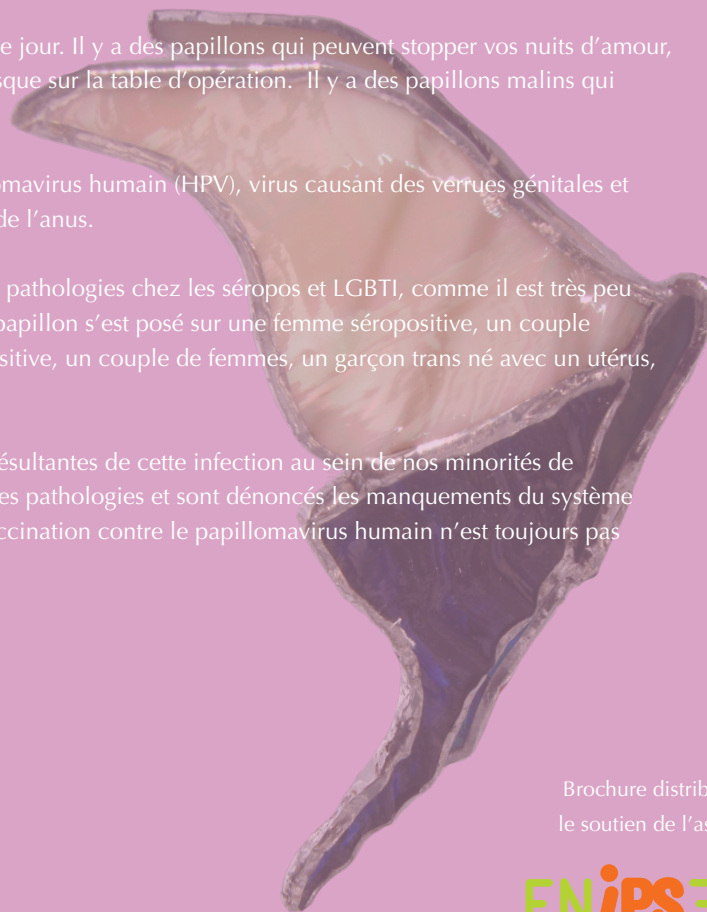 e jour. Il y a des papillons qui peuvent stopper vos nuits d’amour,
sque sur la table d’opération.  Il y a des papillons malins qui
omavirus humain (HPV), virus causant des verrues génitales et
de l’anus.
pathologies chez les séropos et LGBTI, comme il est très peu
papillon s’est posé sur une femme séropositive, un couple
sitive, un couple de femmes, un garçon trans né avec un utérus,
ésultantes de cette infection au sein de nos minorités de
es pathologies et sont dénoncés les manquements du système
ccination contre le papillomavirus humain n’est toujours pas
Brochure distrib
le soutien de l’as
ENiPSE